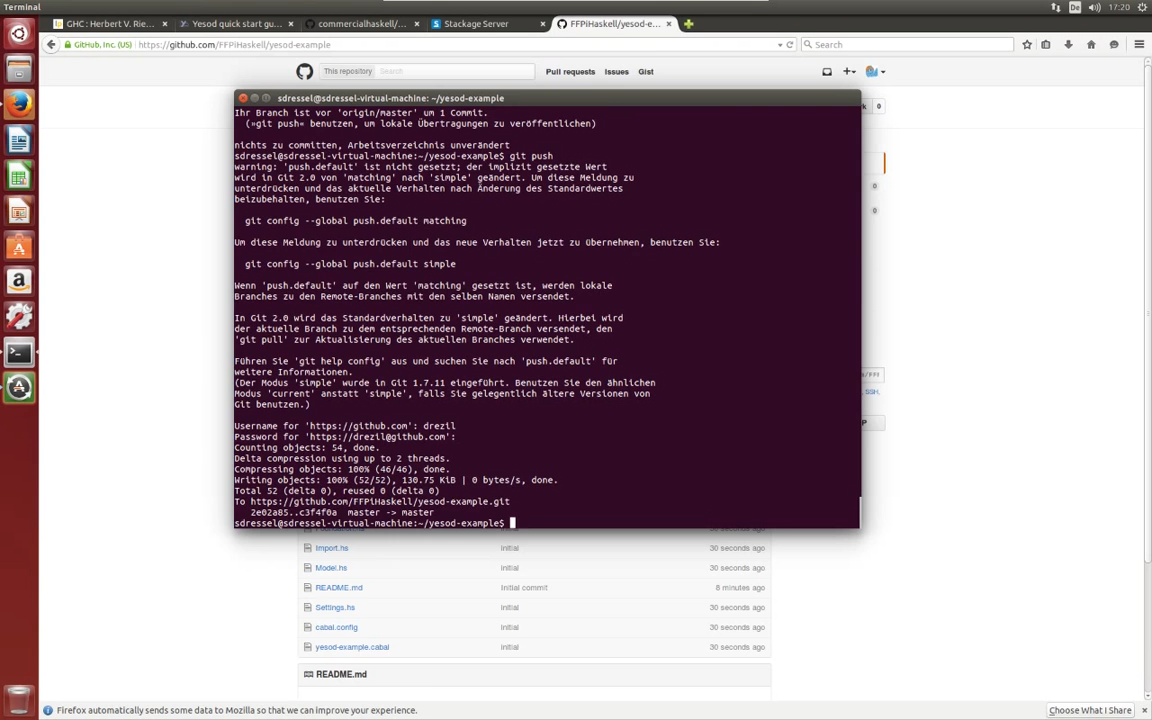 Terminal
De
17:20
GHC : Herbert V. Rie...
Yesod quick start gu...
commercialhaskell/...
Stackage Server
FFPiHaskell/yesod-e...
GitHub, Inc. (US)
https://github.com/FFPiHaskell/yesod-example
Search
This repository
Search
Pull requests
Issues
Gist
sdressel@sdressel-virtual-machine: ~/yesod-example
0
Ihr Branch ist vor 'origin/master' um 1 Commit.
(»git push« benutzen, um lokale Übertragungen zu veröffentlichen)
nichts zu committen, Arbeitsverzeichnis unverändert
sdressel@sdressel-virtual-machine:~/yesod-example$ git push
warning: 'push.default' ist nicht gesetzt; der implizit gesetzte Wert
wird in Git 2.0 von 'matching' nach 'simple' geändert. Um diese Meldung zu
unterdrücken und das aktuelle Verhalten nach Änderung des Standardwertes
beizubehalten, benutzen Sie:
git config --global push.default matching
Um diese Meldung zu unterdrücken und das neue Verhalten jetzt zu übernehmen, benutzen Sie:
git config --global push.default simple
Wenn 'push.default' auf den Wert 'matching' gesetzt ist, werden lokale
Branches zu den Remote-Branches mit den selben Namen versendet.
In Git 2.0 wird das Standardverhalten zu 'simple' geändert. Hierbei wird
der aktuelle Branch zu dem entsprechenden Remote-Branch versendet, den
'git pull' zur Aktualisierung des aktuellen Branches verwendet.
Führen Sie 'git help config' aus und suchen Sie nach 'push.default' für
weitere Informationen.
(Der Modus 'simple' wurde in Git 1.7.11 eingeführt. Benutzen Sie den ähnlichen
Modus 'current' anstatt 'simple', falls Sie gelegentlich ältere Versionen von
Git benutzen.)
Username for 'https://github.com': drezil
Password for 'https://drezil@github.com':
Counting objects: 54, done.
Delta compression using up to 2 threads.
Compressing objects: 100% (46/46), done.
Writing objects: 100% (52/52), 130.75 KiB | 0 bytes/s, done.
Total 52 (delta 0), reused 0 (delta 0)
To https://github.com/FFPiHaskell/yesod-example.git
2e02a85..c3f4f0a  master -> master
sdressel@sdressel-virtual-machine:~/yesod-example$
0
0
SSH,
Import.hs initial 30 seconds ago
Model.hs initial 30 seconds ago
README.md Initial commit 8 minutes ago
Settings.hs initial 30 seconds ago
cabal.config initial 30 seconds ago
yesod-example.cabal initial 30 seconds ago
README.md
Firefox automatically sends some data to Mozilla so that we can improve your experience.
Choose What I Share